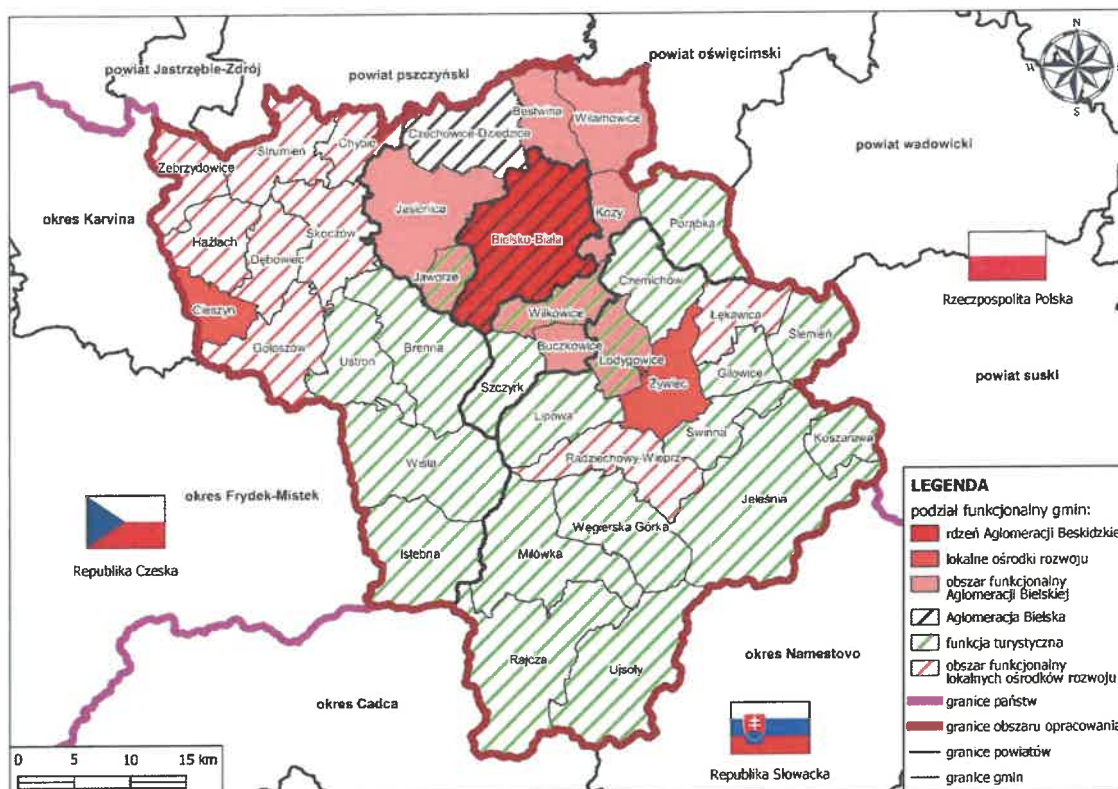 N
W
S
powiat Jastrzębie-Zdrój
powiat pszczyński
powiat oświęcimski
powiat wadowicki
Bestwina
Wilamowice
Czechowice-Dziedzice
Strumień
Chybie
Zebrzydowice
okres Karvina
Jasienica
Kozy
Porąbka
Hażlach
Skoczów
Bielsko-Biała
Dębowiec
Jaworze
Czernichów
Rzeczpospolita Polska
Cieszyn
Wilkowice
Łękawica
Goleszów
Ślemień
Ustroń
Brenna
Buczkowice
Łodygowice
Gilowice
Szczyrk
Żywiec
powiat suski
Lipowa
Świnna
Koszarawa
Wisła
Radziechowy-Wieprz
okres Frydek-Mistek
Jeleśnia
Węgierska Górka
Istebna
Milówka
Republika Czeska
Rajcza
Ujsoły
okres Namestovo
okres Cadca
Republika Słowacka
0 5 10 15 km
LEGENDA
podział funkcjonalny gmin:
rdzeń Aglomeracji Beskidzkie
lokalne ośrodki rozwoju
obszar funkcjonalny
Aglomeracji Bielskiej
Aglomeracja Bielska
funkcja turystyczna
obszar funkcjonalny
lokalnych ośrodków rozwoju
granice państw
granice obszaru opracowania
granice powiatów
granice gmin